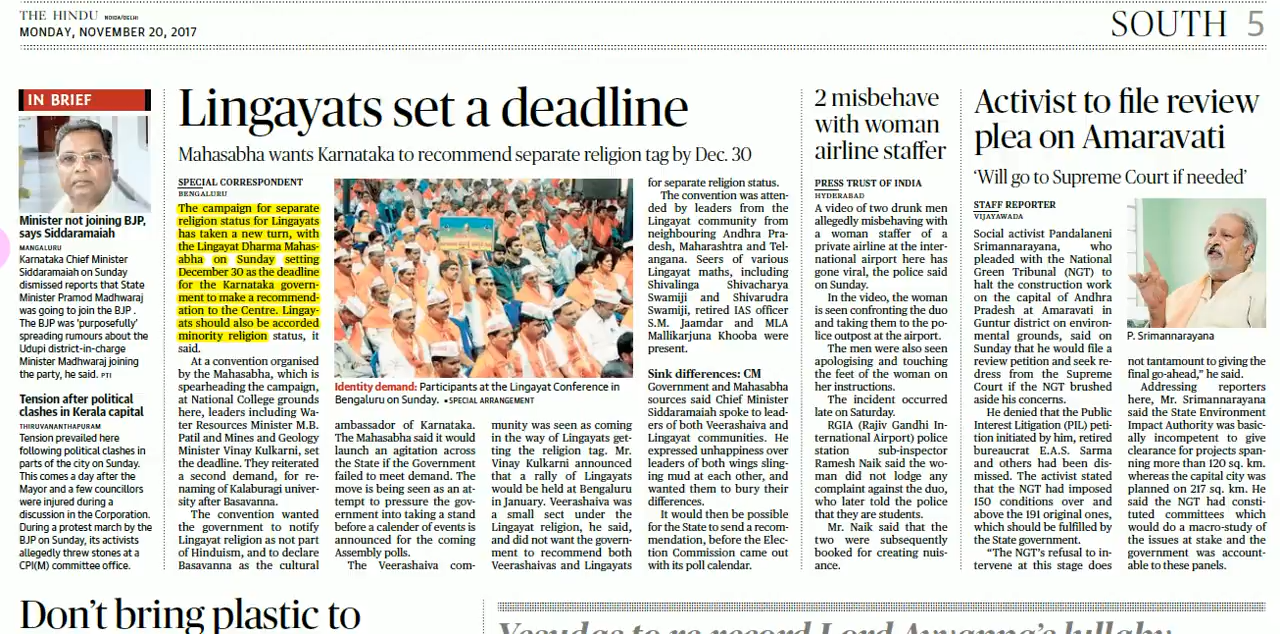 THE HINDU NOIDA/DELHI
MONDAY, NOVEMBER 20, 2017
SOUTH 5
IN BRIEF
Minister not joining BJP,
says Siddaramaiah
MANGALURU
Karnataka Chief Minister
Siddaramaiah on Sunday
dismissed reports that State
Minister Pramod Madhwaraj
was going to join the BJP .
The BJP was 'purposefully'
spreading rumours about the
Udupi district-in-charge
Minister Madhwaraj joining
the party, he said. PTI
Tension after political
clashes in Kerala capital
THIRUVANANTHAPURAM
Tension prevailed here
following political clashes in
parts of the city on Sunday.
This comes a day after the
Mayor and a few councillors
were injured during a
discussion in the Corporation.
During a protest march by the
BJP on Sunday, its activists
allegedly threw stones at a
CPI(M) committee office.
Lingayats set a deadline
Mahasabha wants Karnataka to recommend separate religion tag by Dec. 30
SPECIAL CORRESPONDENT
BENGALURU
The campaign for separate
religion status for Lingayats
has taken a new turn, with
the Lingayat Dharma Mahas-
abha on Sunday setting
December 30 as the deadline
for the Karnataka govern-
ment to make a recommend-
ation to the Centre. Lingay-
ats should also be accorded
minority religion status, it
said.
At a convention organised
by the Mahasabha, which is
spearheading the campaign,
at National College grounds
here, leaders including Wa-
ter Resources Minister M.B.
Patil and Mines and Geology
Minister Vinay Kulkarni, set
the deadline. They reiterated
a second demand, for re-
naming of Kalaburagi univer-
sity after Basavanna.
The convention wanted
the government to notify
Lingayat religion as not part
of Hinduism, and to declare
Basavanna as the cultural
Identity demand: Participants at the Lingayat Conference in
Bengaluru on Sunday. •SPECIAL ARRANGEMENT
ambassador of Karnataka.
The Mahasabha said it would
launch an agitation across
the State if the Government
failed to meet demand. The
move is being seen as an at-
tempt to pressure the gov-
ernment into taking a stand
before a calender of events is
announced for the coming
Assembly polls.
The Veerashaiva com-
munity was seen as coming
in the way of Lingayats get-
ting the religion tag. Mr.
Vinay Kulkarni announced
that a rally of Lingayats
would be held at Bengaluru
in January. Veerashaiva was
a small sect under the
Lingayat religion, he said,
and did not want the govern-
ment to recommend both
Veerashaivas and Lingayats
for separate religion status.
The convention was atten-
ded by leaders from the
Lingayat community from
neighbouring Andhra Pra-
desh, Maharashtra and Tel-
angana. Seers of various
Lingayat maths, including
Shivalinga Shivacharya
Swamiji and Shivarudra
Swamiji, retired IAS officer
S.M. Jaamdar and MLA
Mallikarjuna Khooba were
present.
Sink differences: CM
Government and Mahasabha
sources said Chief Minister
Siddaramaiah spoke to lead-
ers of both Veerashaiva and
Lingayat communities. He
expressed unhappiness over
leaders of both wings sling-
ing mud at each other, and
wanted them to bury their
differences.
It would then be possible
for the State to send a recom-
mendation, before the Elec-
tion Commission came out
with its poll calendar.
2 misbehave
with woman
airline staffer
PRESS TRUST OF INDIA
HYDERABAD
A video of two drunk men
allegedly misbehaving with
a woman staffer of a
private airline at the inter-
national airport here has
gone viral, the police said
on Sunday.
In the video, the woman
is seen confronting the duo
and taking them to the po-
lice outpost at the airport.
The men were also seen
apologising and touching
the feet of the woman on
her instructions.
The incident occurred
late on Saturday.
RGIA (Rajiv Gandhi In-
ternational Airport) police
station sub-inspector
Ramesh Naik said the wo-
man did not lodge any
complaint against the duo,
who later told the police
that they are students.
Mr. Naik said that the
two were subsequently
booked for creating nuis-
ance.
Activist to file review
plea on Amaravati
‘Will go to Supreme Court if needed’
STAFF REPORTER
VIJAYAWADA
Social activist Pandalaneni
Srimannarayana, who
pleaded with the National
Green Tribunal (NGT) to
halt the construction work
on the capital of Andhra
Pradesh at Amaravati in
Guntur district on environ-
mental grounds, said on
Sunday that he would file a
review petition and seek re-
dress from the Supreme
Court if the NGT brushed
aside his concerns.
He denied that the Public
Interest Litigation (PIL) peti-
tion initiated by him, retired
bureaucrat E.A.S. Sarma
and others had been dis-
missed. The activist stated
that the NGT had imposed
150 conditions over and
above the 191 original ones,
which should be fulfilled by
the State government.
“The NGT’s refusal to in-
tervene at this stage does
P. Srimannarayana
not tantamount to giving the
final go-ahead,” he said.
Addressing reporters
here, Mr. Srimannarayana
said the State Environment
Impact Authority was basic-
ally incompetent to give
clearance for projects span-
ning more than 120 sq. km.
whereas the capital city was
planned on 217 sq. km. He
said the NGT had consti-
tuted committees which
would do a macro-study of
the issues at stake and the
government was account-
able to these panels.
Don’t bring plastic to
Yesudas to re-record Lord Ayyappa’s lullaby